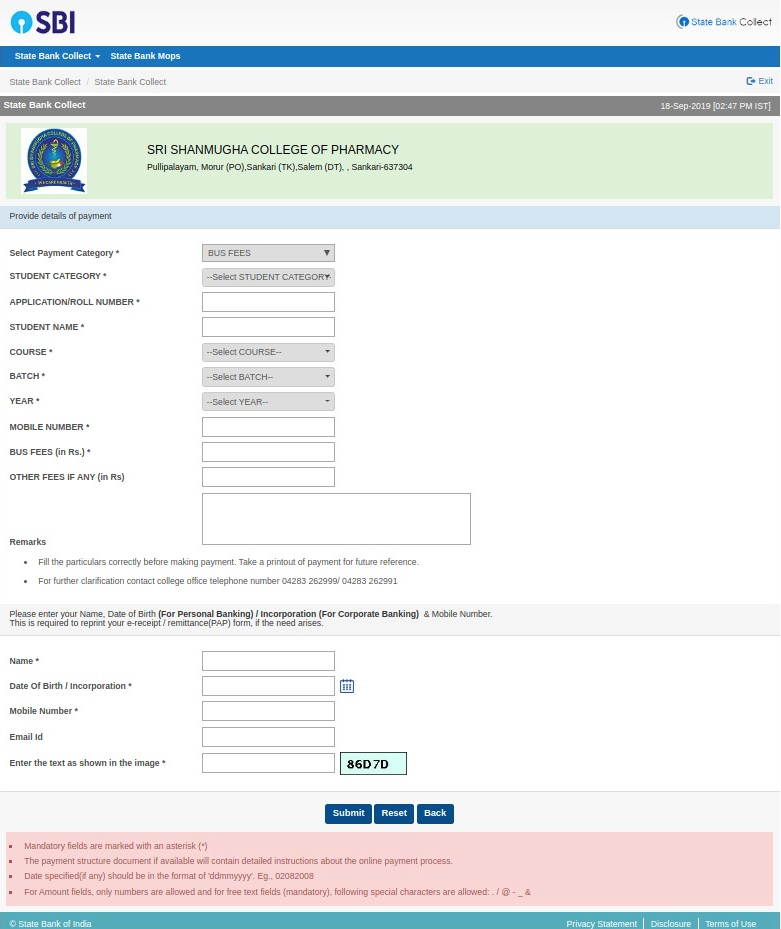 SBI
State Bank Collect
State Bank Collect State Bank Mops
State Bank Collect / State Bank Collect
Exit
State Bank Collect 18-Sep-2019 [02:47 PM IST]
SRI SHANMUGHA COLLEGE OF PHARMACY
Pullipalayam, Morur (PO),Sankari (TK),Salem (DT), , Sankari-637304
Provide details of payment
Select Payment Category * BUS FEES
STUDENT CATEGORY * --Select STUDENT CATEGORY
APPLICATION/ROLL NUMBER *
STUDENT NAME *
COURSE * --Select COURSE--
BATCH * --Select BATCH--
YEAR * --Select YEAR--
MOBILE NUMBER *
BUS FEES (in Rs.) *
OTHER FEES IF ANY (in Rs)
Remarks
Fill the particulars correctly before making payment. Take a printout of payment for future reference.
For further clarification contact college office telephone number 04283 262999/ 04283 262991
Please enter your Name, Date of Birth (For Personal Banking) / Incorporation (For Corporate Banking) & Mobile Number.
This is required to reprint your e-receipt / remittance(PAP) form, if the need arises.
Name *
Date Of Birth / Incorporation *
Mobile Number *
Email Id
Enter the text as shown in the image * 86D7D
Submit Reset Back
Mandatory fields are marked with an asterisk (*)
The payment structure document if available will contain detailed instructions about the online payment process.
Date specified(if any) should be in the format of 'ddmmyyyy'. Eg., 02082008
For Amount fields, only numbers are allowed and for free text fields (mandatory), following special characters are allowed: . / @ - _ &
© State Bank of India Privacy Statement | Disclosure | Terms of Use